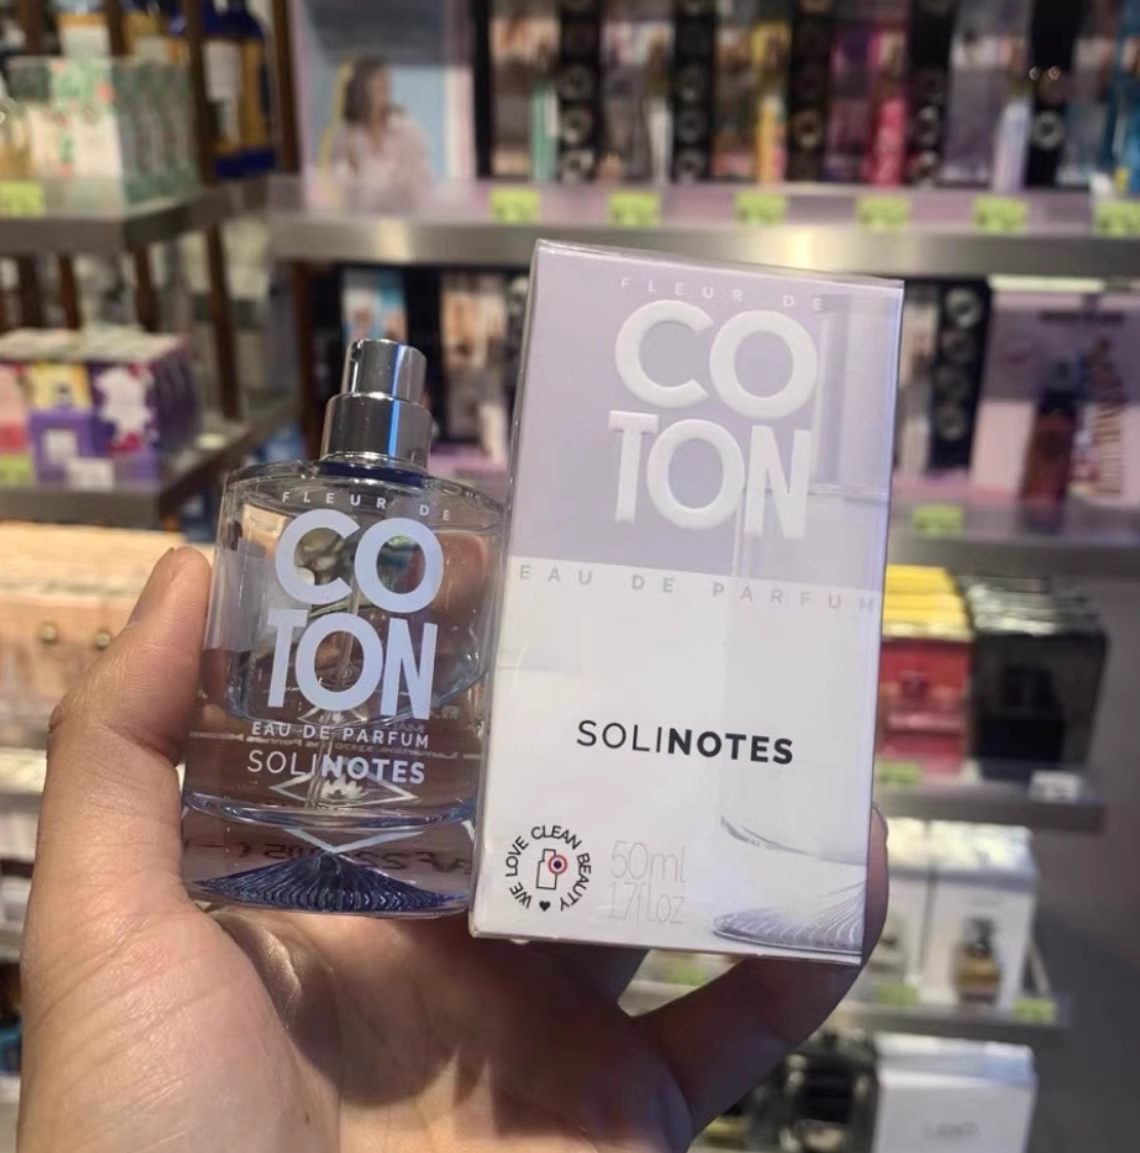 FLEUR DE
CO
TON
EAU DE PARFUM
SOLINOTES
FLEUR DE
CO
TON
EAU DE PARFUM
SOLINOTES
WE LOVE CLEAN BEAUTY
50ml
1.7fl.oz